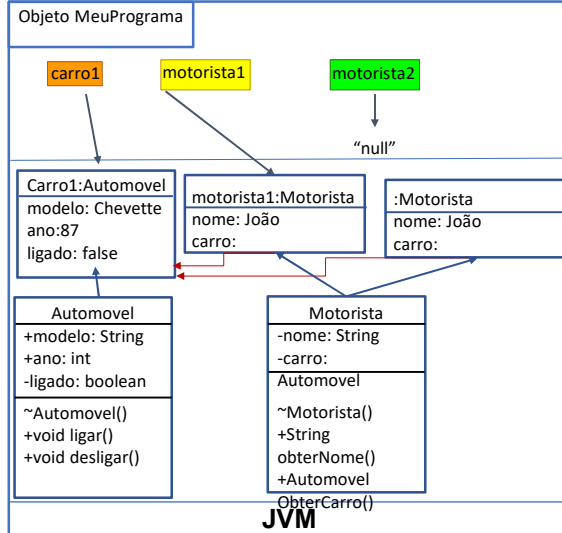 Objeto MeuPrograma
carro1
motorista1
motorista2
“null”
Carro1:Automovel
modelo: Chevette
ano:87
ligado: false
motorista1:Motorista
nome: João
carro:
:Motorista
nome: João
carro:
Automovel
+modelo: String
+ano: int
-ligado: boolean
~Automovel()
+void ligar()
+void desligar()
Motorista
-nome: String
-carro:
Automovel
~Motorista()
+String
obterNome()
+Automovel
ObterCarro()
JVM